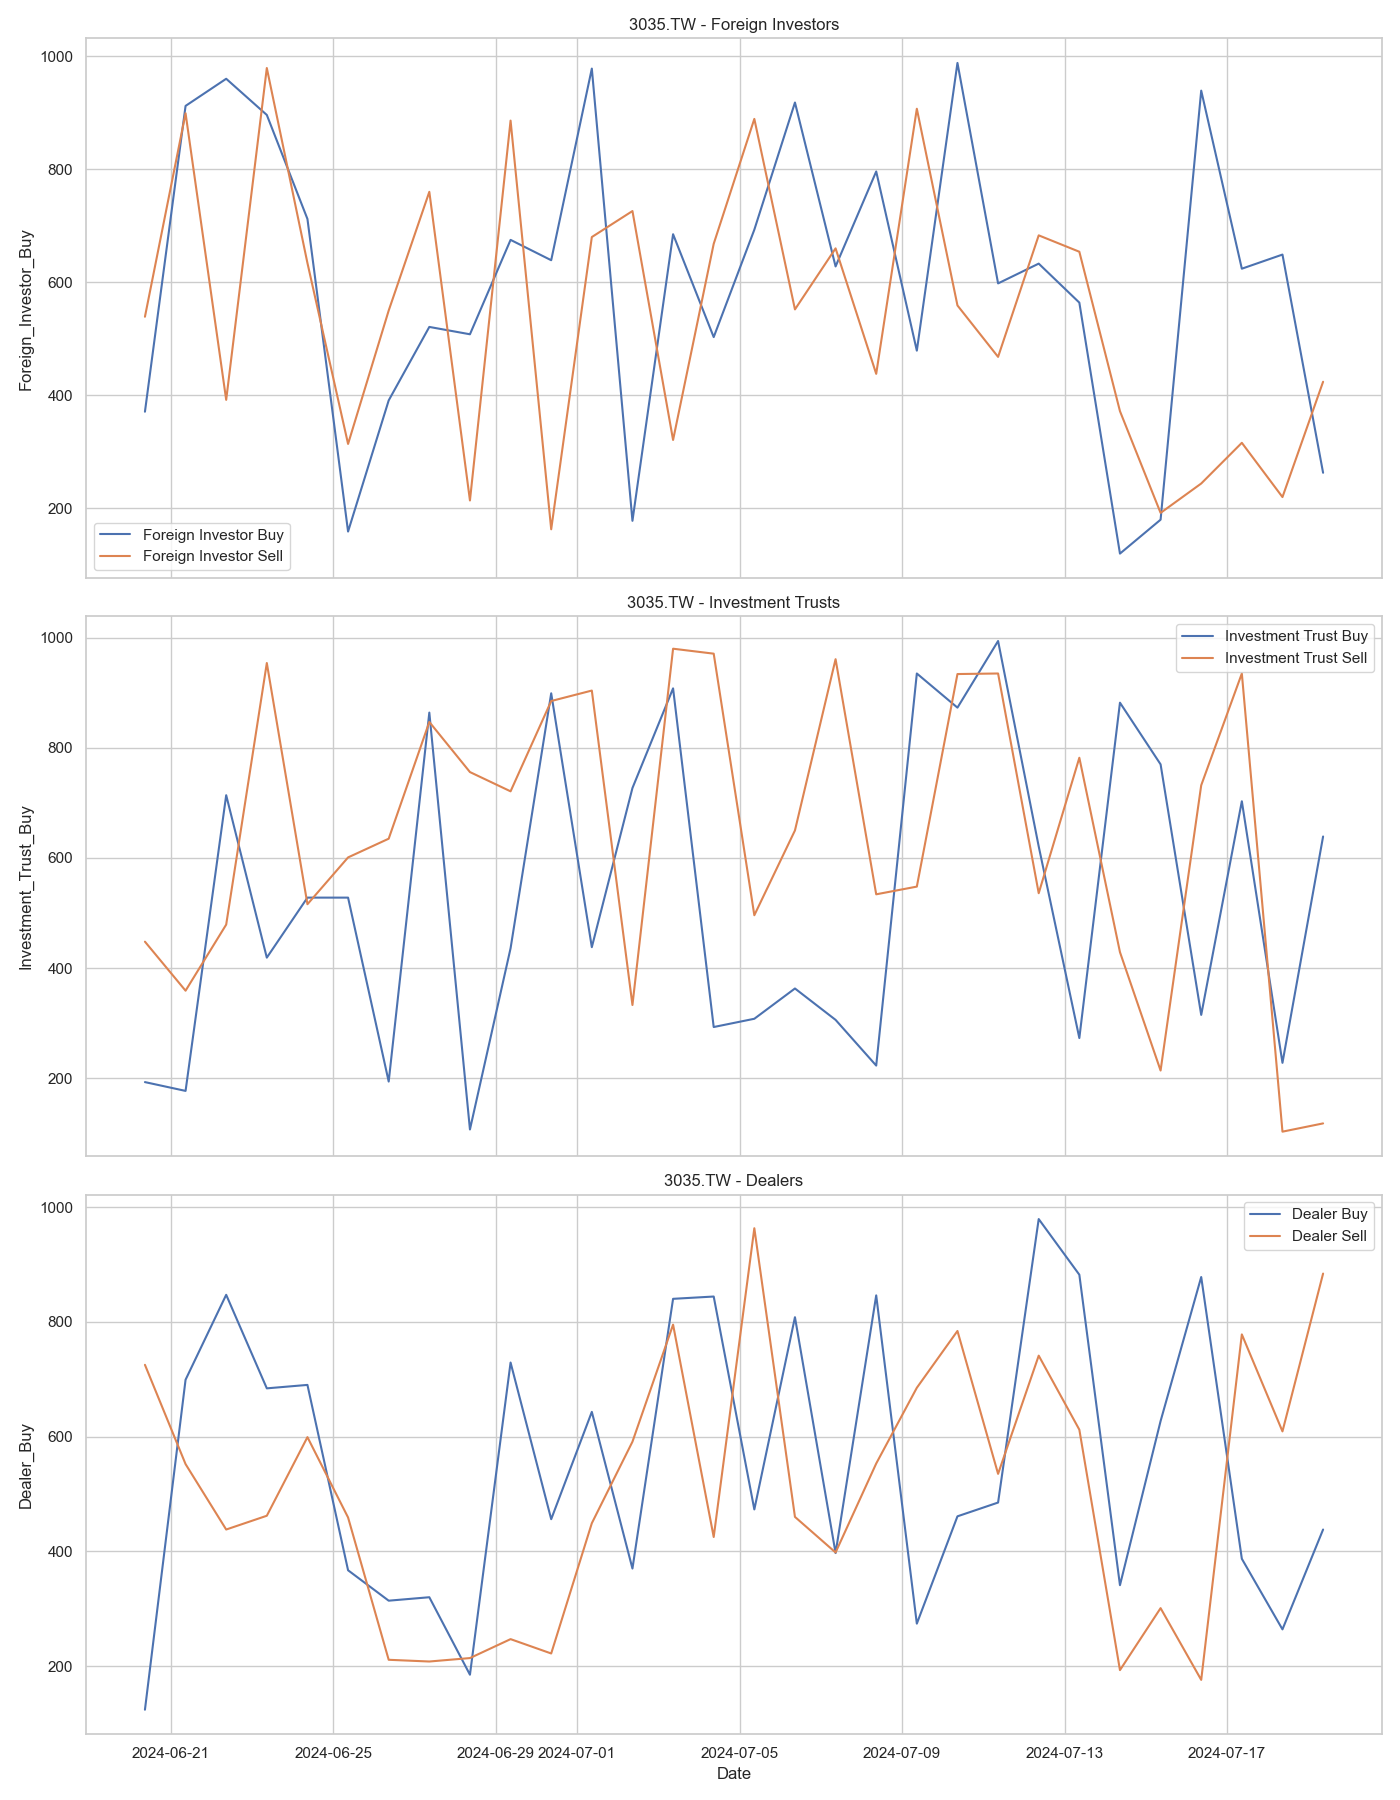 3035.TW - Foreign Investors
1000
800
600
400
200
Foreign_Investor_Buy
Foreign Investor Buy
Foreign Investor Sell
3035.TW - Investment Trusts
1000
800
600
400
200
Investment_Trust_Buy
Investment Trust Buy
Investment Trust Sell
3035.TW - Dealers
1000
800
600
400
200
Dealer_Buy
Dealer Buy
Dealer Sell
2024-06-21 2024-06-25 2024-06-29 2024-07-01 2024-07-05 2024-07-09 2024-07-13 2024-07-17
Date